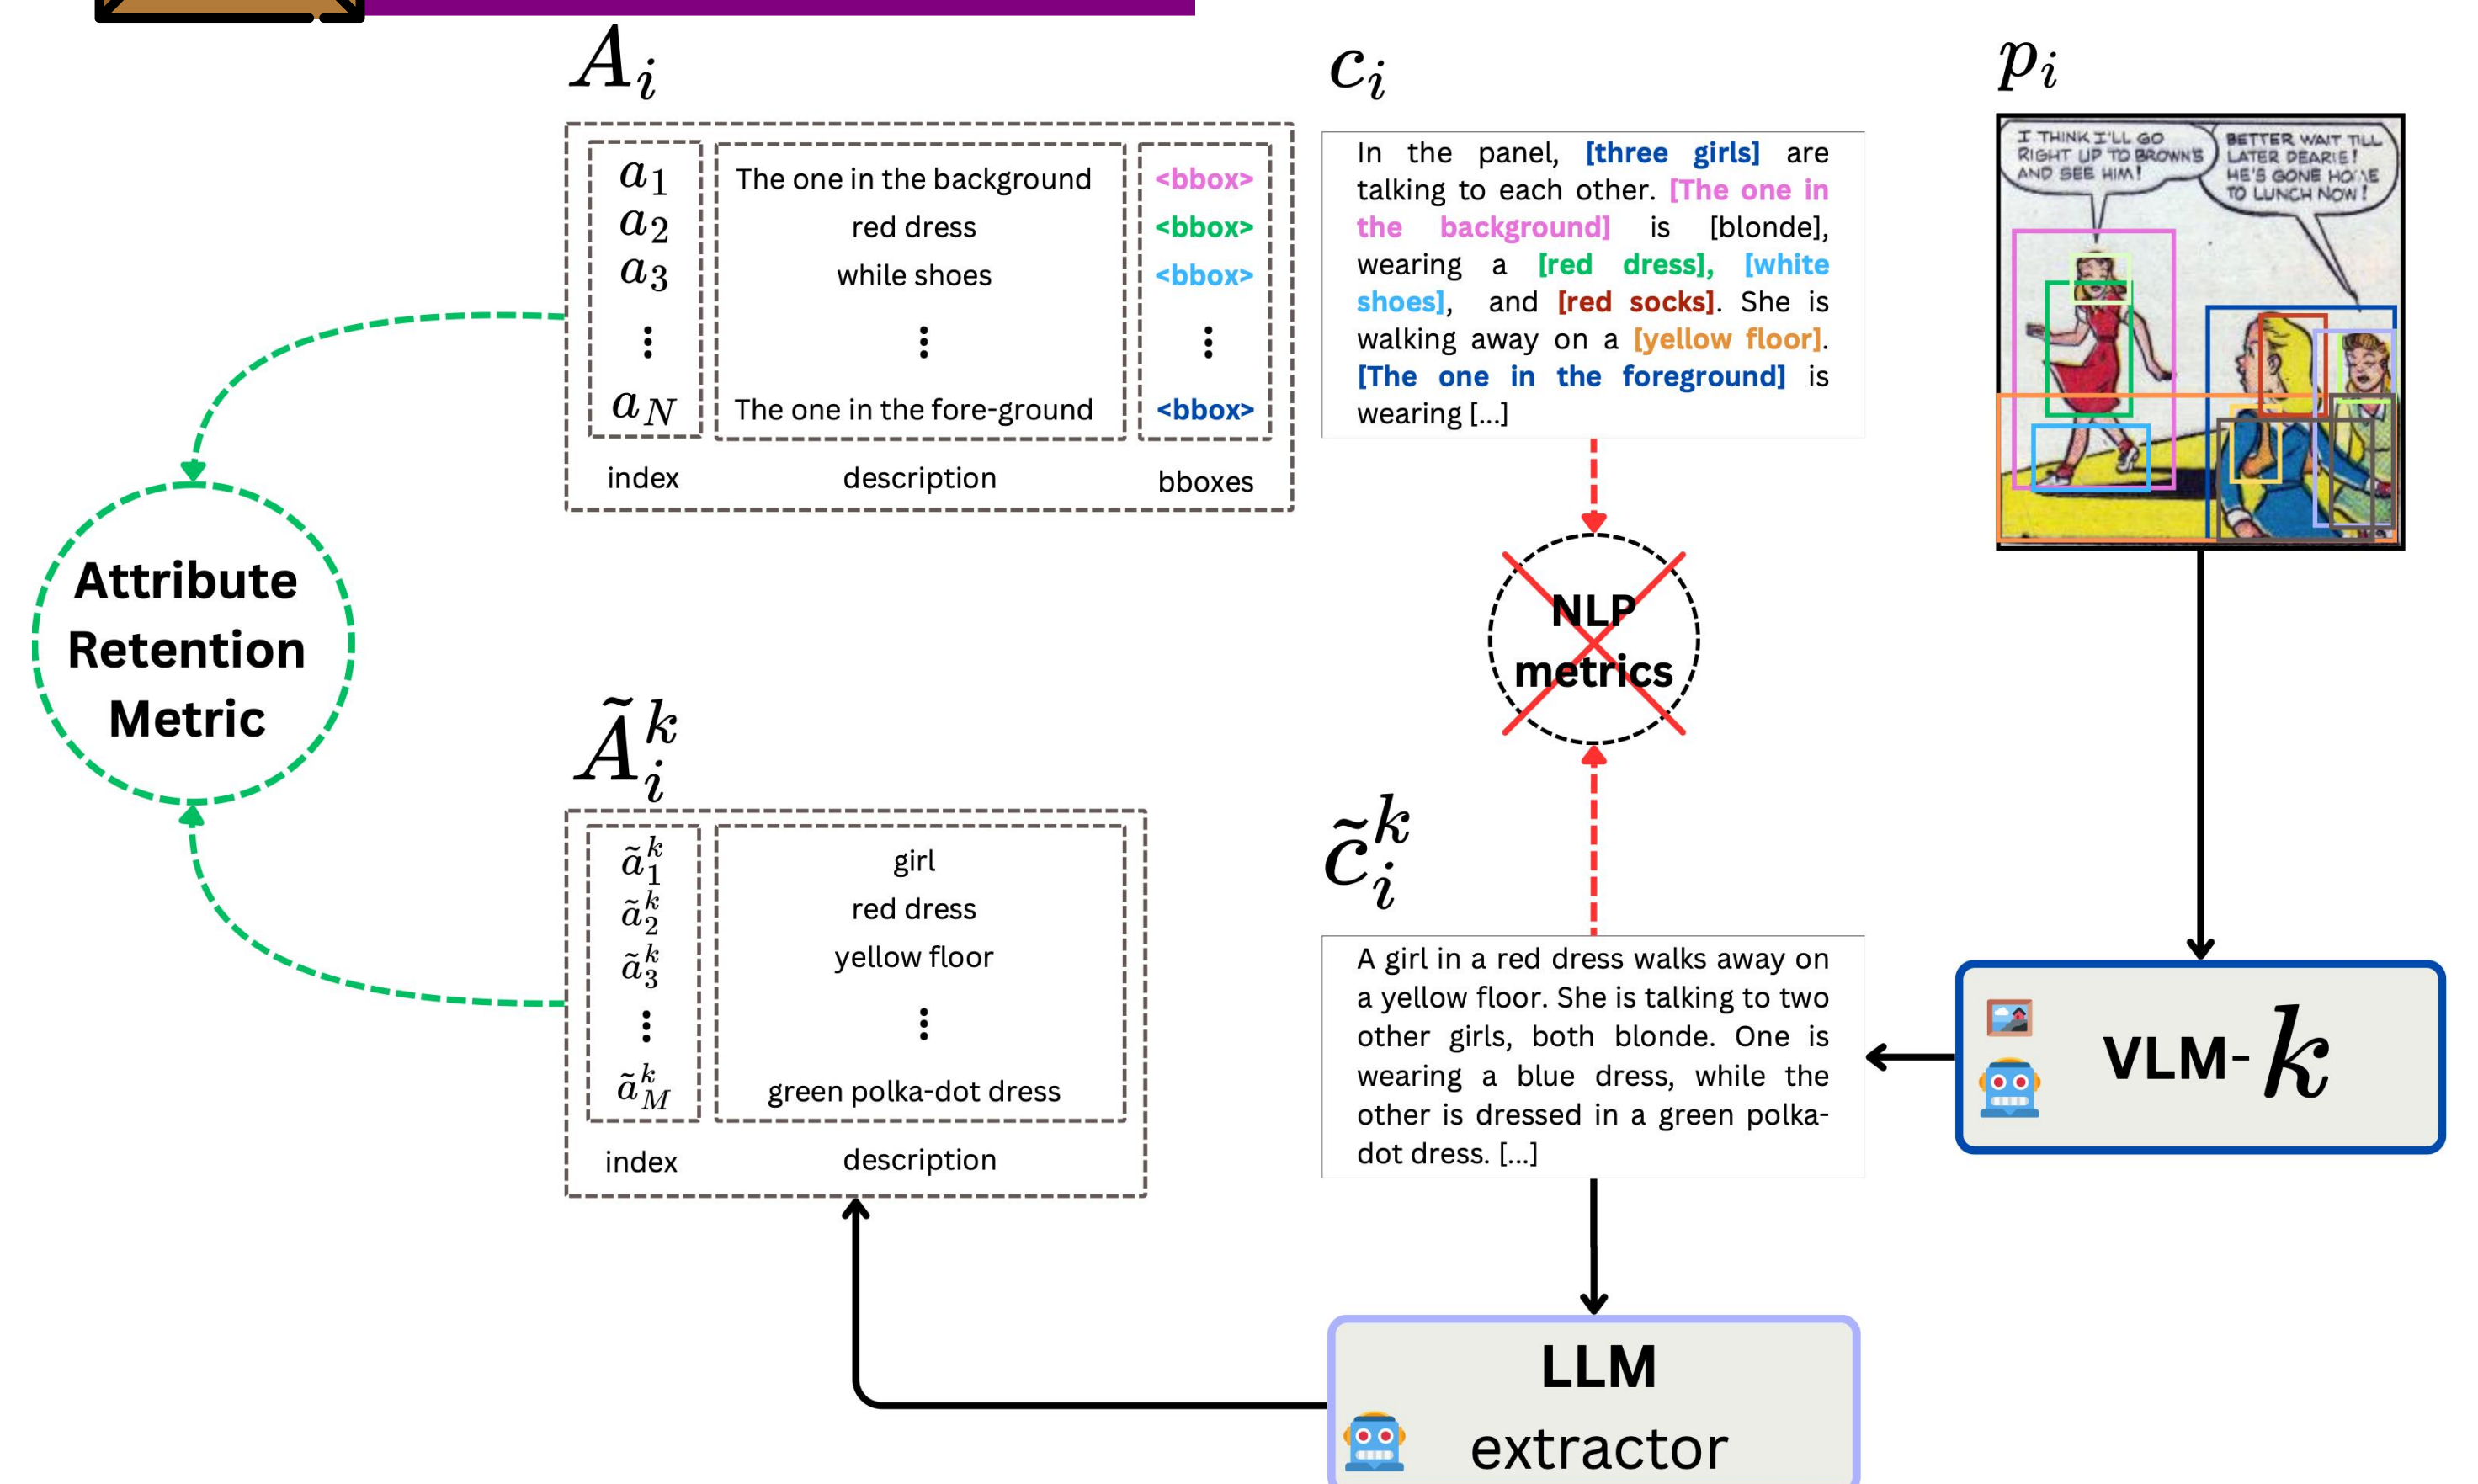 A_i
a_1 The one in the background <bbox>
a_2 red dress <bbox>
a_3 while shoes <bbox>
⋮ ⋮ ⋮
a_N The one in the fore-ground <bbox>
index description bboxes
c_i
In the panel, [three girls] are
talking to each other. [The one in
the background] is [blonde],
wearing a [red dress], [white
shoes], and [red socks]. She is
walking away on a [yellow floor].
[The one in the foreground] is
wearing [...]
p_i
I THINK I'LL GO
RIGHT UP TO BROWN'S
AND SEE HIM!
BETTER WAIT TILL
LATER DEARIE!
HE'S GONE HOME
TO LUNCH NOW!
Attribute
Retention
Metric
NLP
metrics
Ã_i^k
ã_1^k girl
ã_2^k red dress
ã_3^k yellow floor
⋮ ⋮
ã_M^k green polka-dot dress
index description
c̃_i^k
A girl in a red dress walks away on
a yellow floor. She is talking to two
other girls, both blonde. One is
wearing a blue dress, while the
other is dressed in a green polka-
dot dress. [...]
VLM-k
LLM
extractor